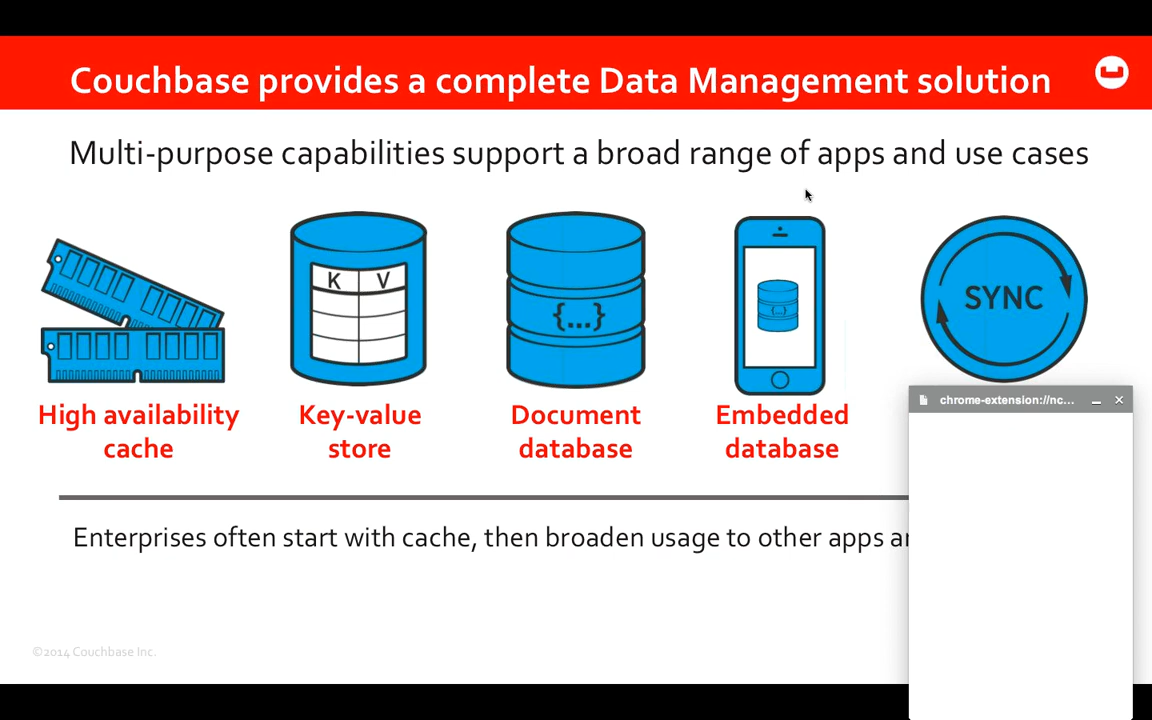 Couchbase provides a complete Data Management solution
Multi-purpose capabilities support a broad range of apps and use cases
K V
{...}
{...}
SYNC
High availability
cache
Key-value
store
Document
database
Embedded
database
chrome-extension://nc...
Enterprises often start with cache, then broaden usage to other apps
©2014 Couchbase Inc.